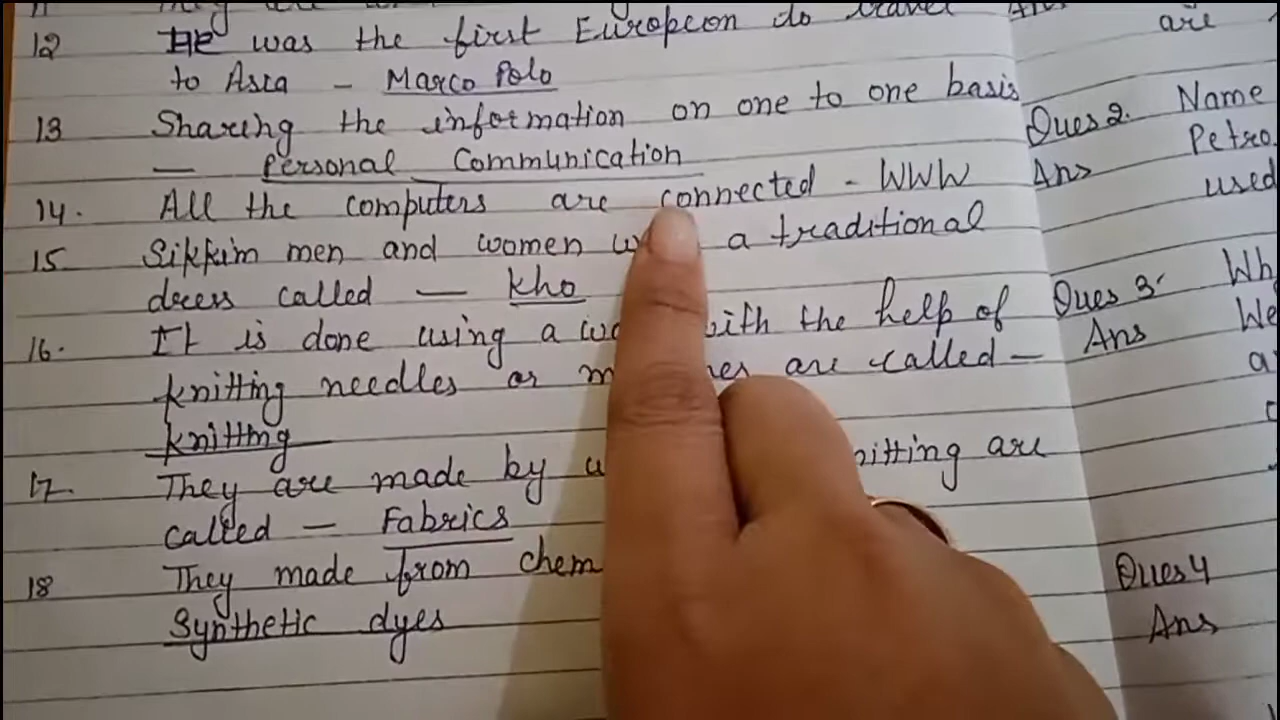 12 He was the first Europeon do travel
to Asia - Marco Polo
13 Sharing the information on one to one basis
- Personal Communication
14. All the computers are connected - WWW
15 Sikkim men and women a traditional
dress called - Kho
16. It is done using a with the help of
knitting needles or are called -
knitting
17. They are made by knitting are
called - Fabrics
18 They made from chem
Synthetic dyes
are
Ques 2. Name
Ans Petro
used
Ques 3. Wh
Ans We
a
Ques 4
Ans